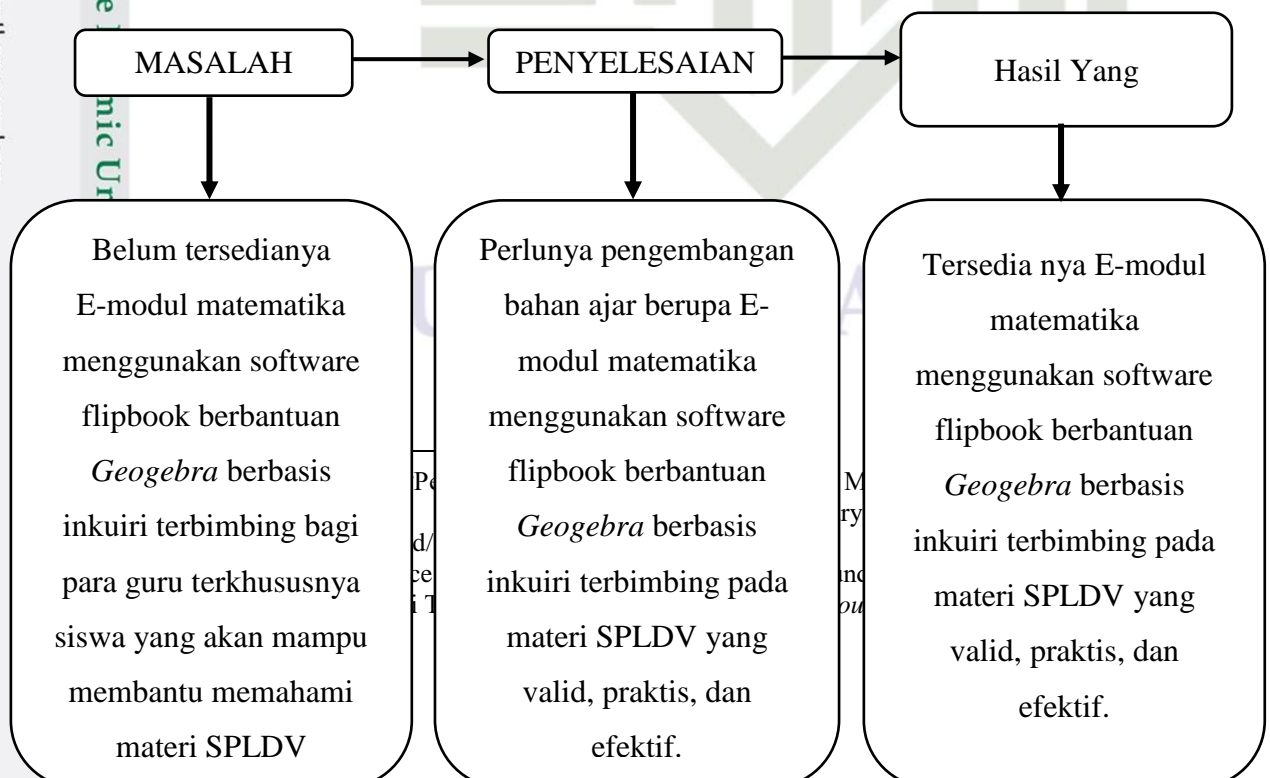 MASALAH
PENYELESAIAN
Hasil Yang
Belum tersedianya
E-modul matematika
menggunakan software
flipbook berbantuan
Geogebra berbasis
inkuiri terbimbing bagi
para guru terkhususnya
siswa yang akan mampu
membantu memahami
materi SPLDV
Perlunya pengembangan
bahan ajar berupa E-
modul matematika
menggunakan software
flipbook berbantuan
Geogebra berbasis
inkuiri terbimbing pada
materi SPLDV yang
valid, praktis, dan
efektif.
Tersedia nya E-modul
matematika
menggunakan software
flipbook berbantuan
Geogebra berbasis
inkuiri terbimbing pada
materi SPLDV yang
valid, praktis, dan
efektif.